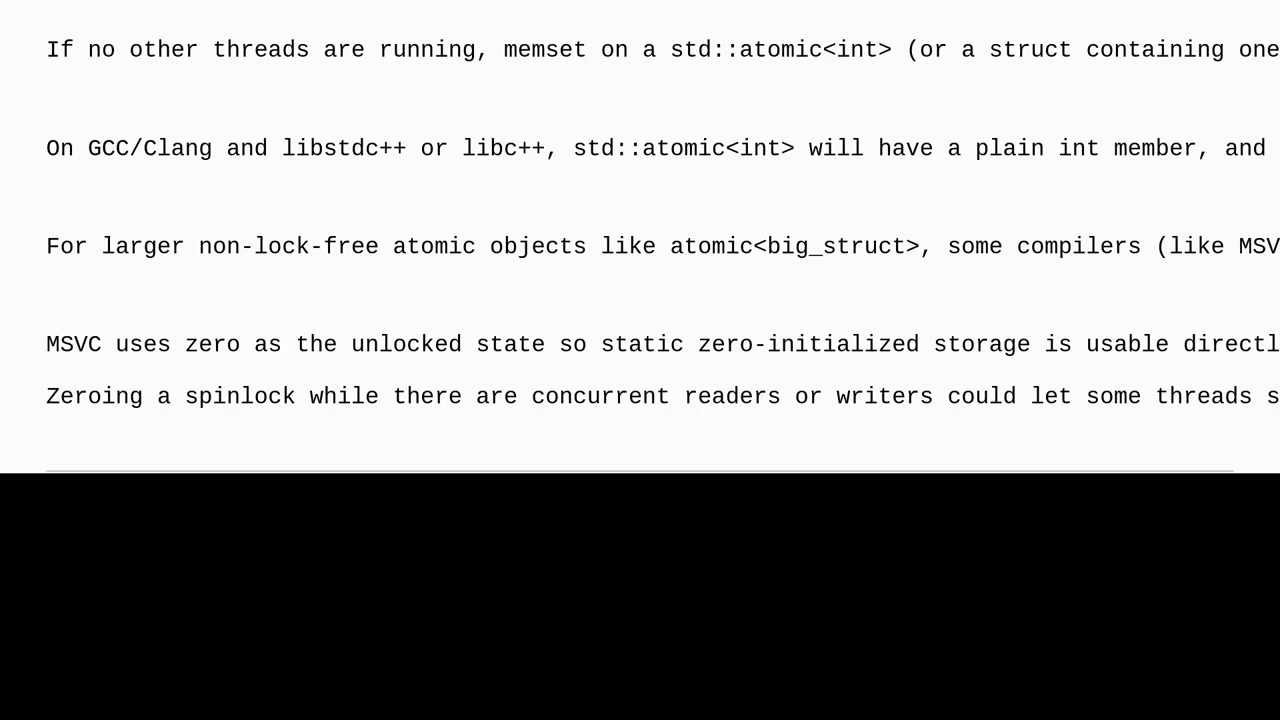 If no other threads are running, memset on a std::atomic<int> (or a struct containing one
On GCC/Clang and libstdc++ or libc++, std::atomic<int> will have a plain int member, and
For larger non-lock-free atomic objects like atomic<big_struct>, some compilers (like MSV
MSVC uses zero as the unlocked state so static zero-initialized storage is usable directl
Zeroing a spinlock while there are concurrent readers or writers could let some threads s